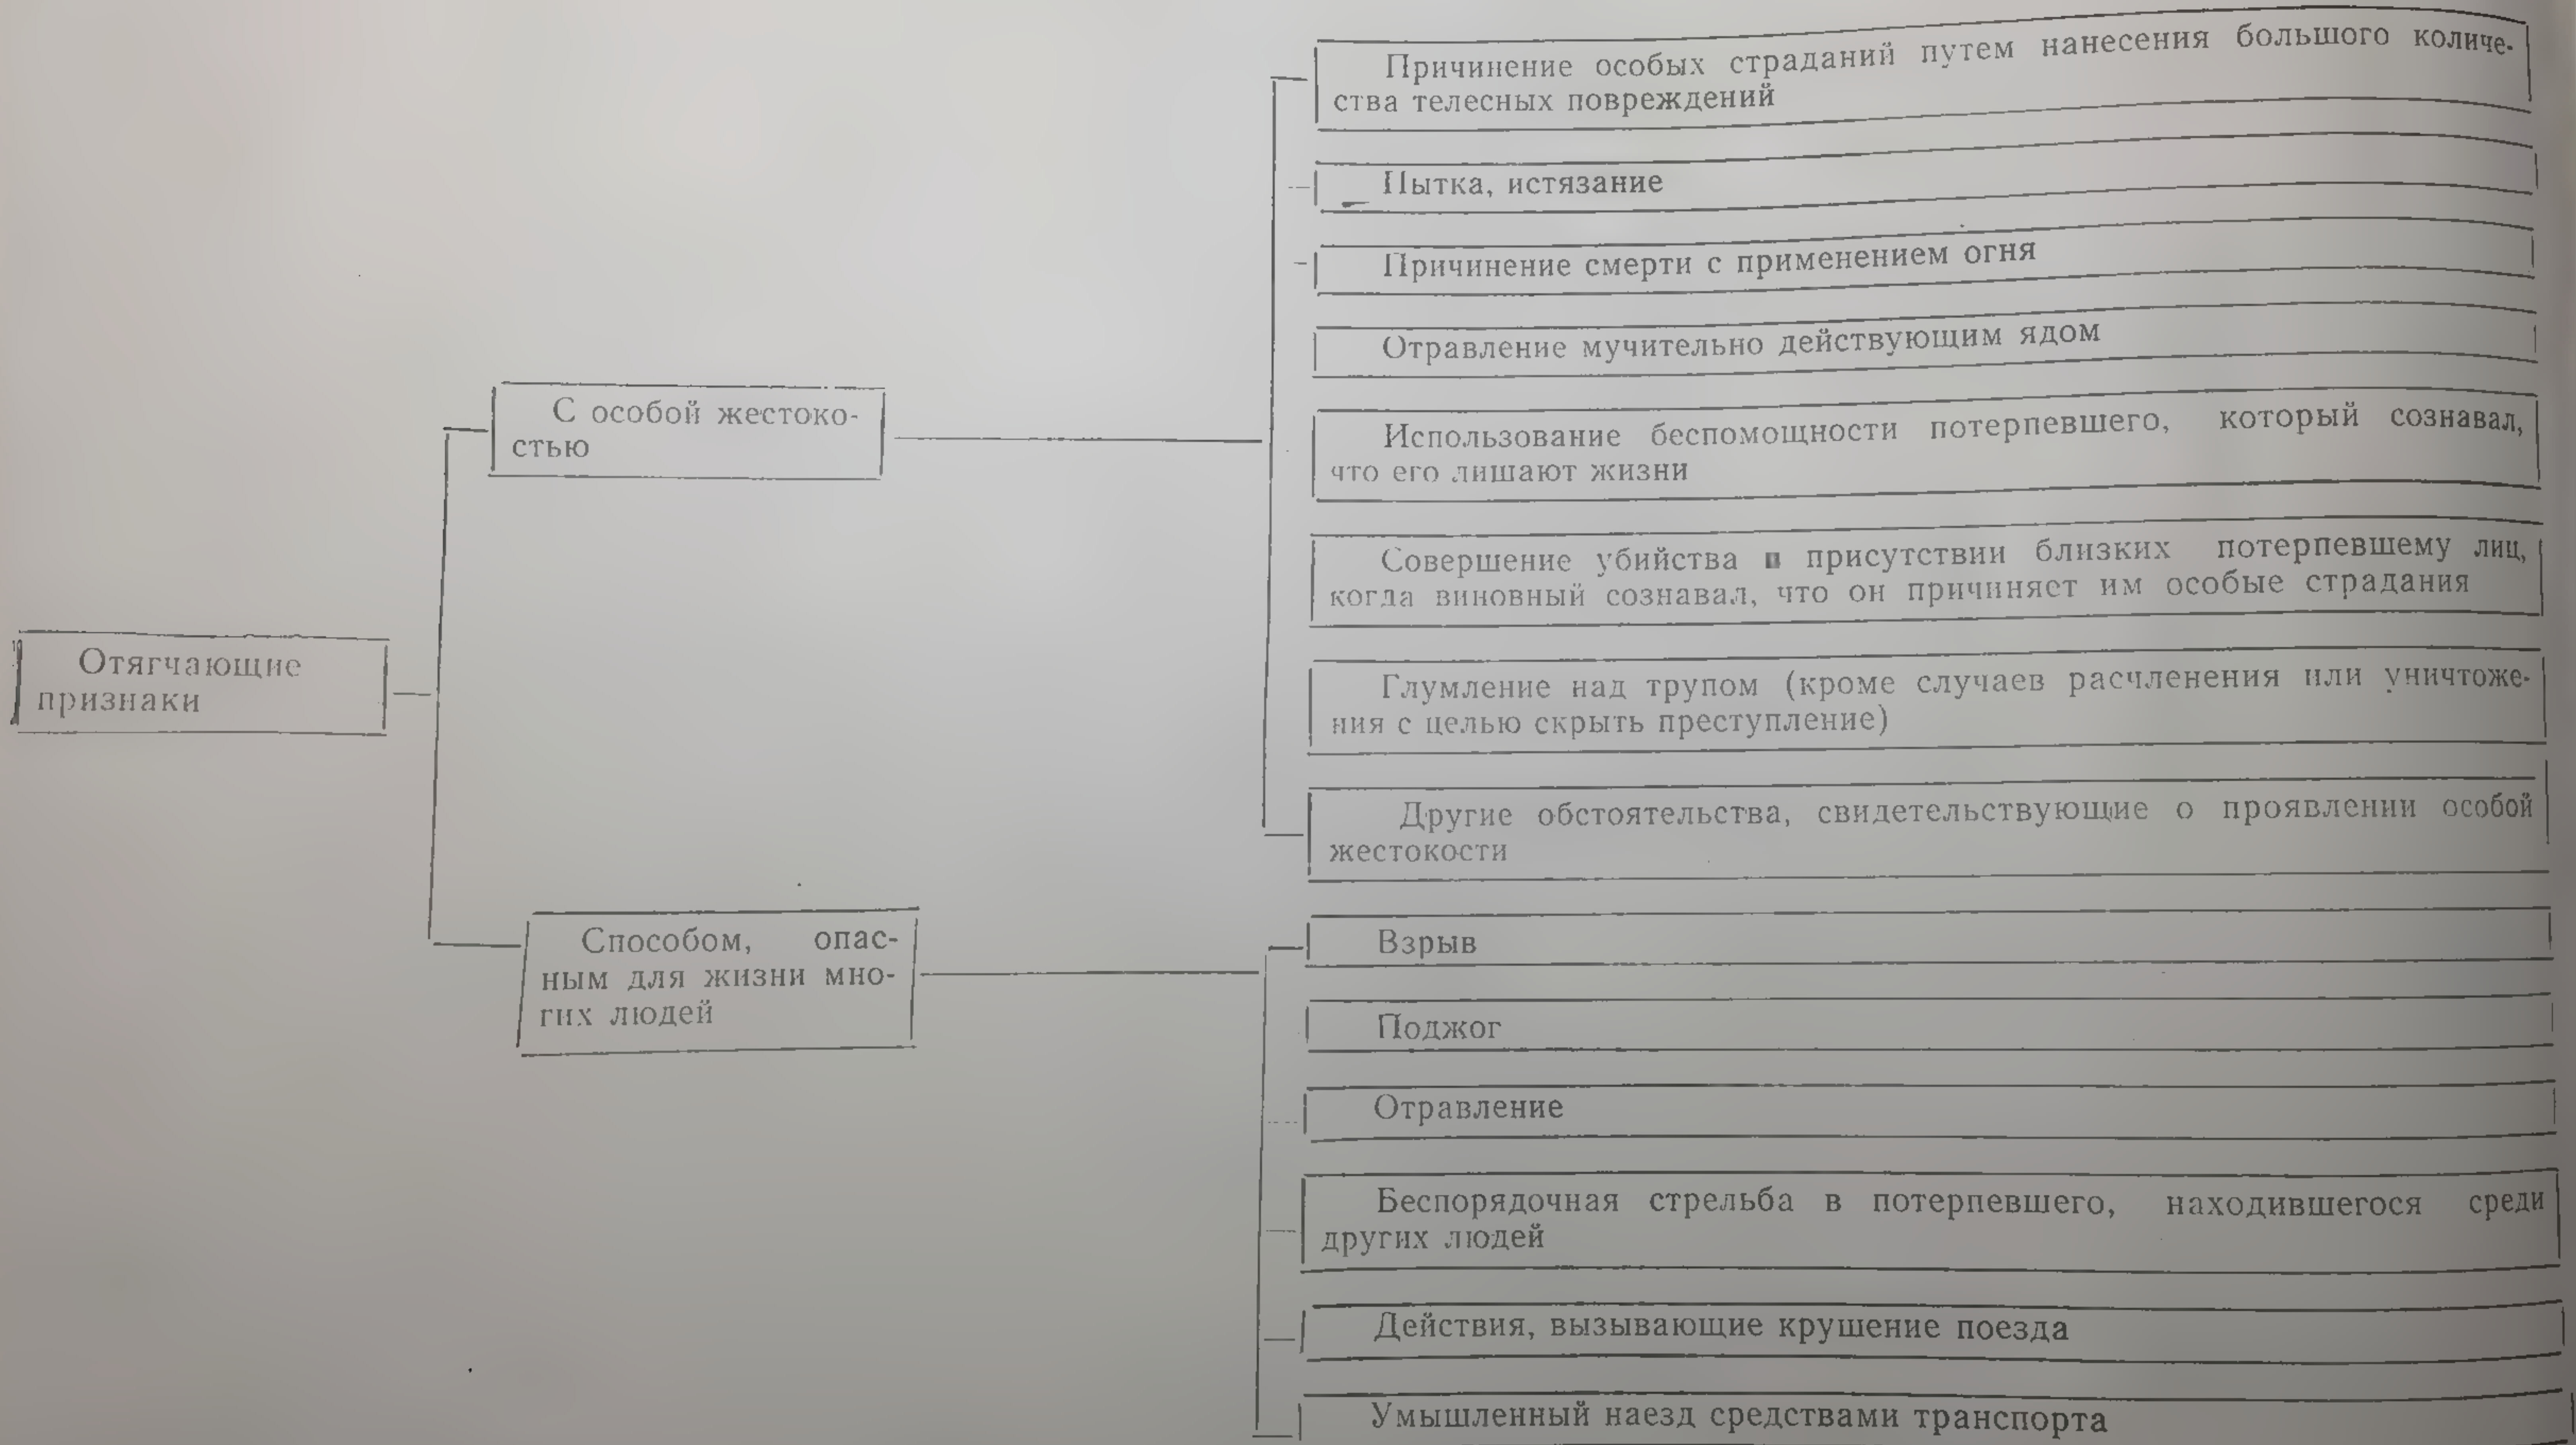 Отягчающие
признаки
С особой жестоко-
стью
Причинение особых страданий путем нанесения большого количе-
ства телесных повреждений
Пытка, истязание
Причинение смерти с применением огня
Отравление мучительно действующим ядом
Использование беспомощности потерпевшего, который сознавал,
что его лишают жизни
Совершение убийства в присутствии близких потерпевшему лиц,
когда виновный сознавал, что он причиняет им особые страдания
Глумление над трупом (кроме случаев расчленения или уничтоже-
ния с целью скрыть преступление)
Другие обстоятельства, свидетельствующие о проявлении особой
жестокости
Способом, опас-
ным для жизни мно-
гих людей
Взрыв
Поджог
Отравление
Беспорядочная стрельба в потерпевшего, находившегося среди
других людей
Действия, вызывающие крушение поезда
Умышленный наезд средствами транспорта